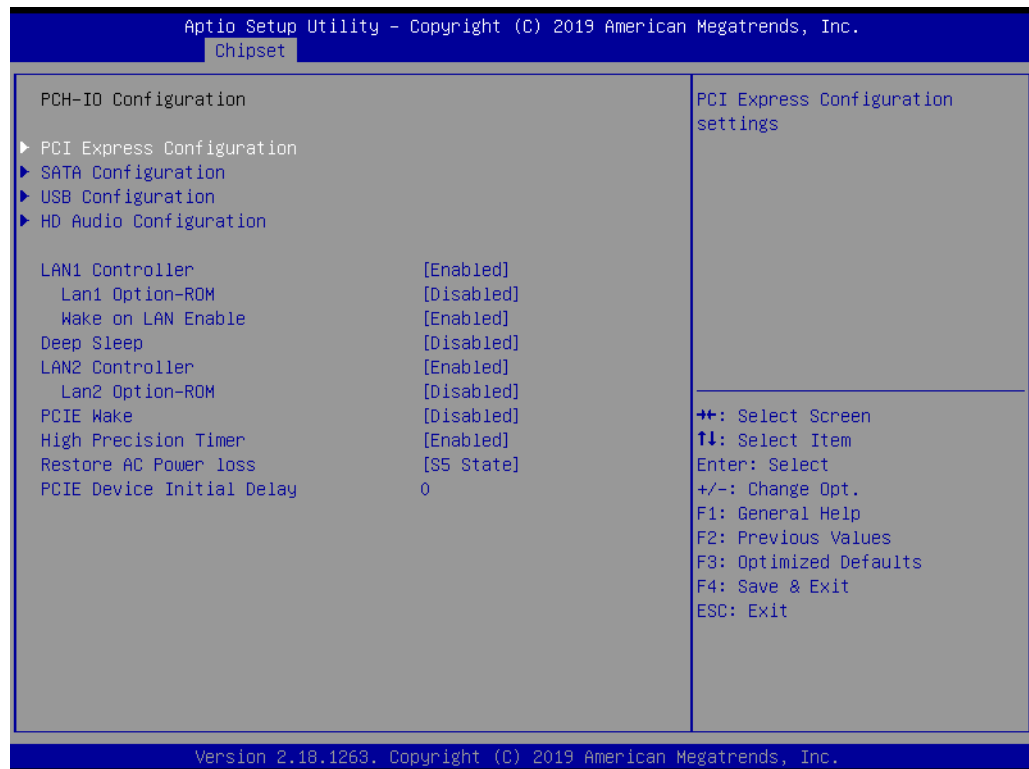 Aptio Setup Utility – Copyright (C) 2019 American Megatrends, Inc.
Chipset
PCH-IO Configuration
PCI Express Configuration
SATA Configuration
USB Configuration
HD Audio Configuration
LAN1 Controller [Enabled]
Lan1 Option-ROM [Disabled]
Wake on LAN Enable [Enabled]
Deep Sleep [Disabled]
LAN2 Controller [Enabled]
Lan2 Option-ROM [Disabled]
PCIE Wake [Disabled]
High Precision Timer [Enabled]
Restore AC Power loss [S5 State]
PCIE Device Initial Delay 0
PCI Express Configuration
settings
→←: Select Screen
↑↓: Select Item
Enter: Select
+/-: Change Opt.
F1: General Help
F2: Previous Values
F3: Optimized Defaults
F4: Save & Exit
ESC: Exit
Version 2.18.1263. Copyright (C) 2019 American Megatrends, Inc.